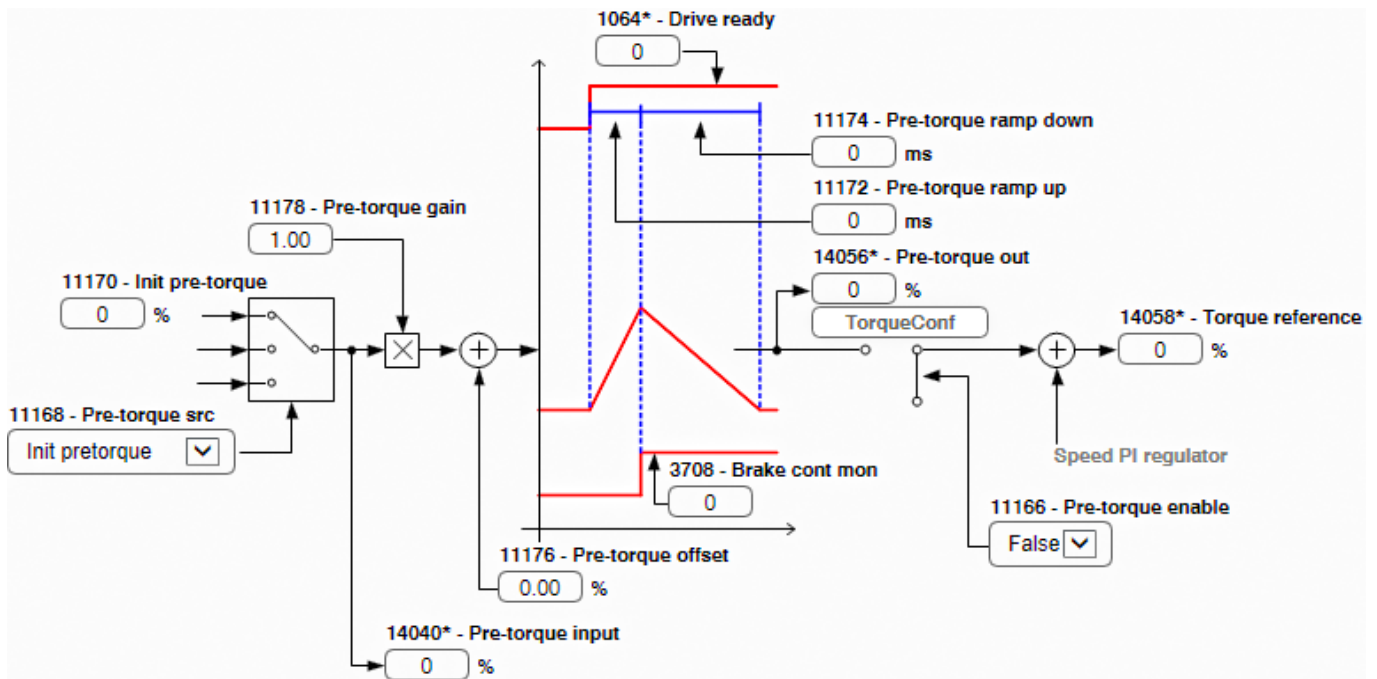 1064* - Drive ready
0
11174 - Pre-torque ramp down
0 ms
11172 - Pre-torque ramp up
0 ms
11178 - Pre-torque gain
1.00
14056* - Pre-torque out
0 %
TorqueConf
11170 - Init pre-torque
0 %
14058* - Torque reference
0 %
11168 - Pre-torque src
Init pretorque
Speed PI regulator
3708 - Brake cont mon
0
11166 - Pre-torque enable
False
11176 - Pre-torque offset
0.00 %
14040* - Pre-torque input
0 %